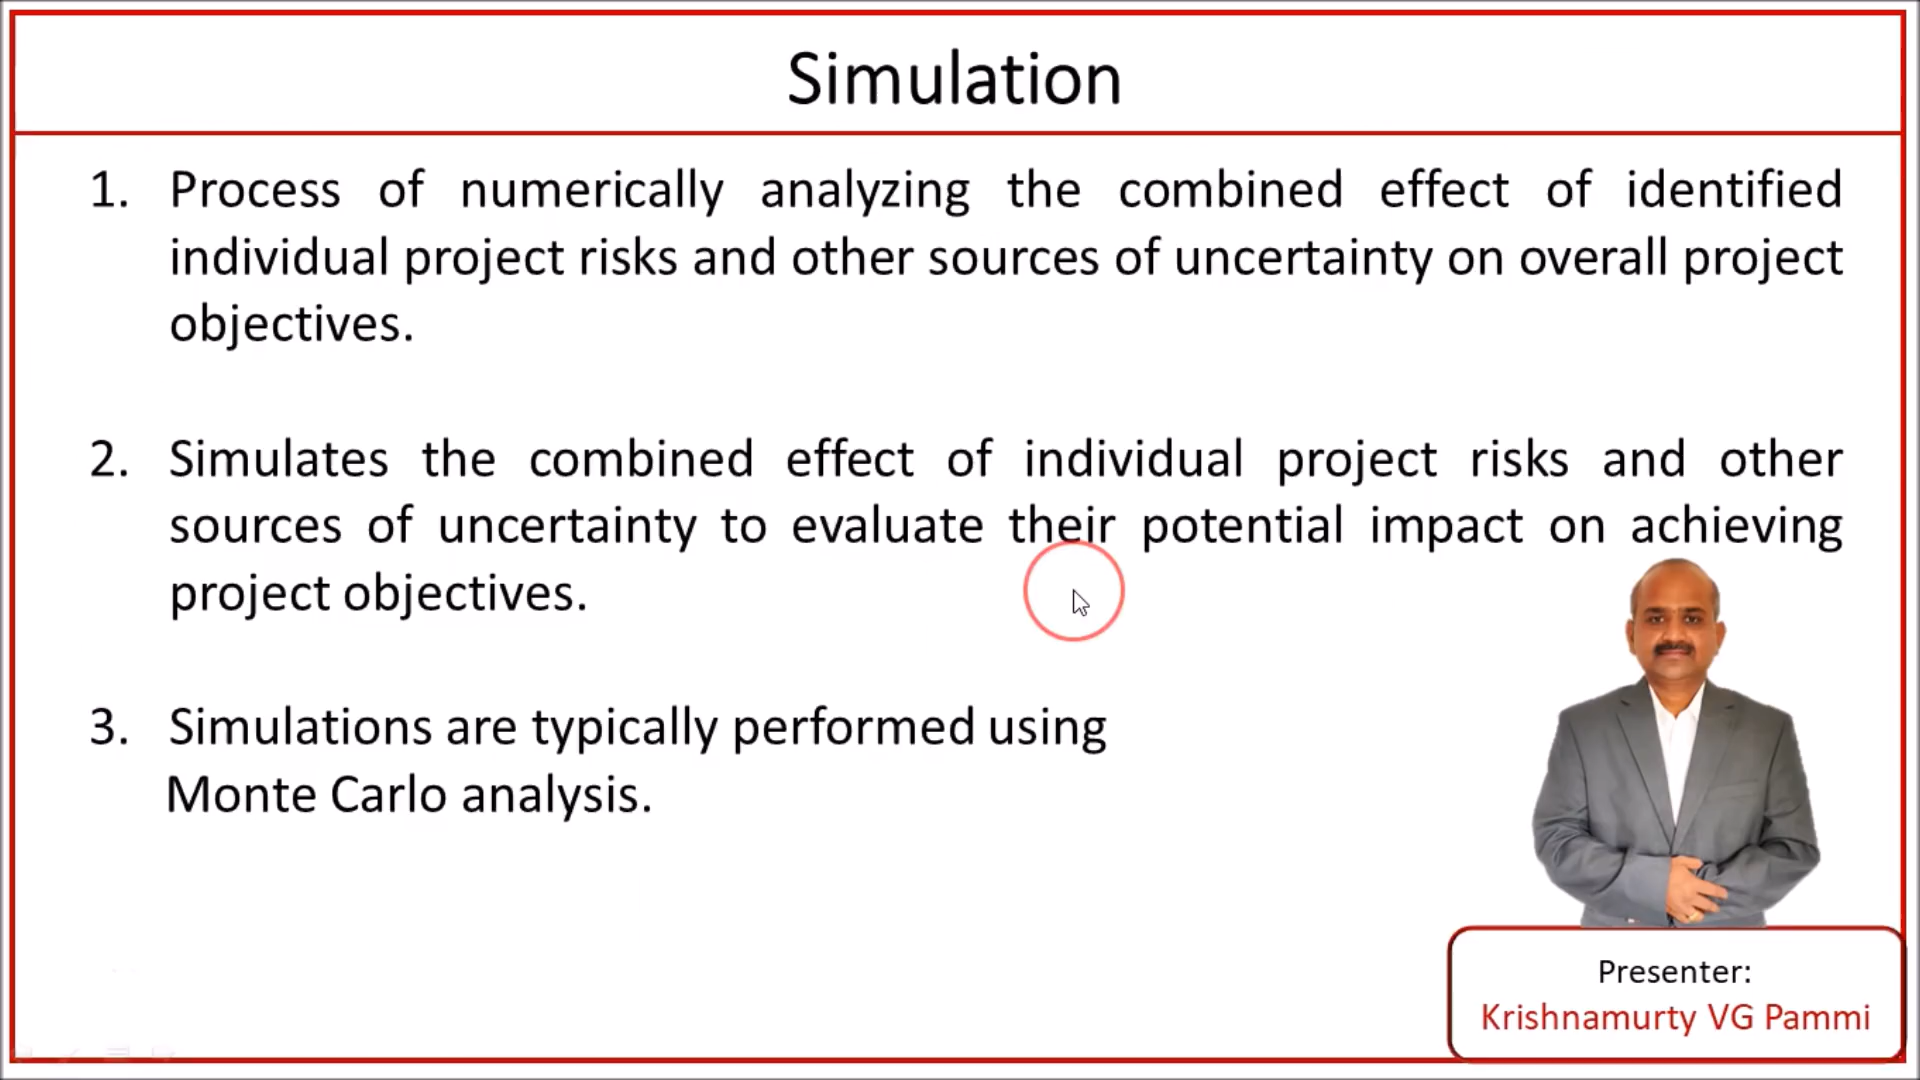 Simulation
1. Process of numerically analyzing the combined effect of identified
individual project risks and other sources of uncertainty on overall project
objectives.
2. Simulates the combined effect of individual project risks and other
sources of uncertainty to evaluate their potential impact on achieving
project objectives.
3. Simulations are typically performed using
Monte Carlo analysis.
Presenter:
Krishnamurty VG Pammi